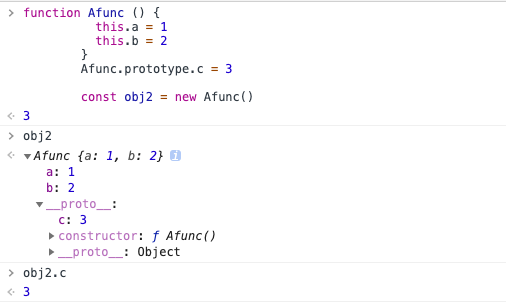 > function Afunc () {
this.a = 1
this.b = 2
}
Afunc.prototype.c = 3
const obj2 = new Afunc()
<· 3
> obj2
<· ▼Afunc {a: 1, b: 2} i
a: 1
b: 2
▼__proto__:
c: 3
▶constructor: ƒ Afunc()
▶__proto__: Object
> obj2.c
<· 3